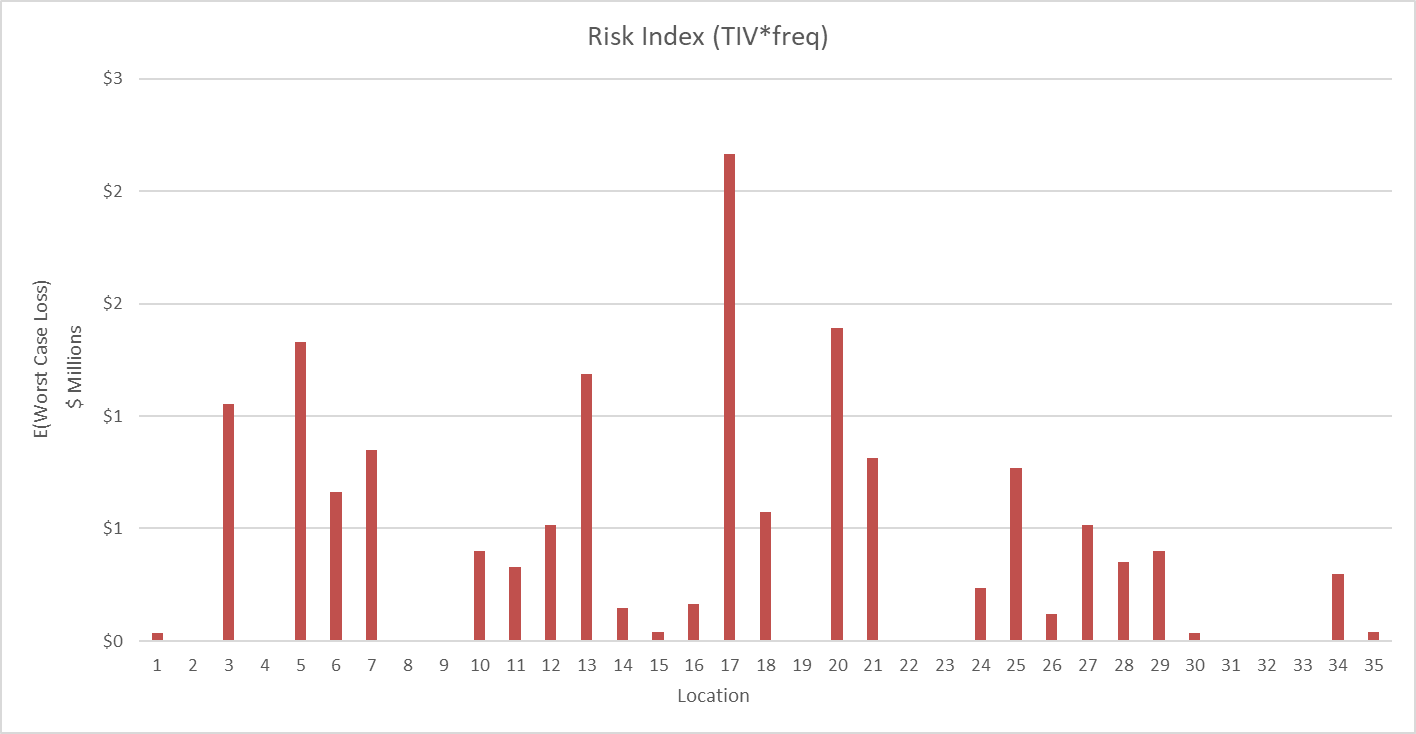 Risk Index (TIV*freq)
$3
$2
$2
$1
$1
$0
E(Worst Case Loss)
$ Millions
1 2 3 4 5 6 7 8 9 10 11 12 13 14 15 16 17 18 19 20 21 22 23 24 25 26 27 28 29 30 31 32 33 34 35
Location